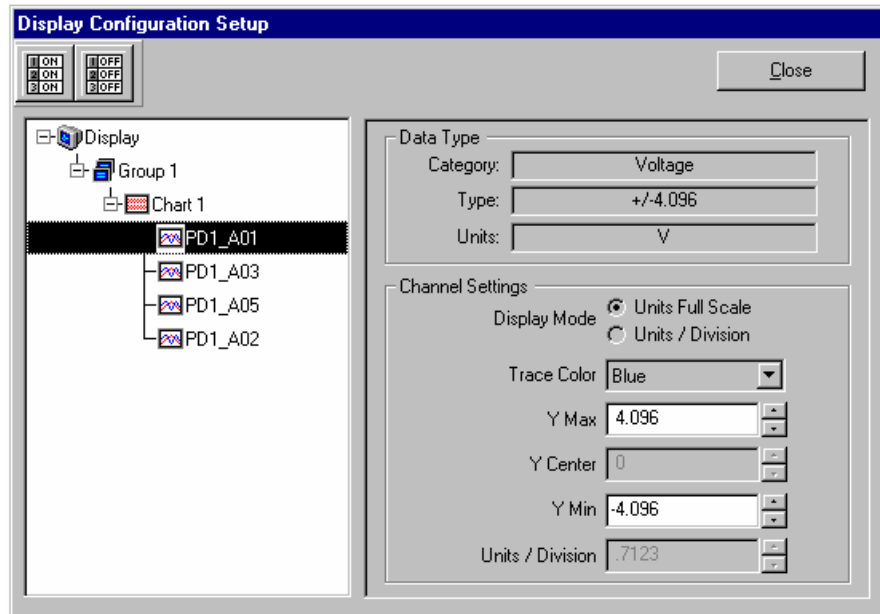 Display Configuration Setup
1 ON
2 ON
3 ON
1 OFF
2 OFF
3 OFF
Close
Display
Group 1
Chart 1
PD1_A01
PD1_A03
PD1_A05
PD1_A02
Data Type
Category: Voltage
Type: +/-4.096
Units: V
Channel Settings
Display Mode
Units Full Scale
Units / Division
Trace Color Blue
Y Max 4.096
Y Center 0
Y Min -4.096
Units / Division .7123